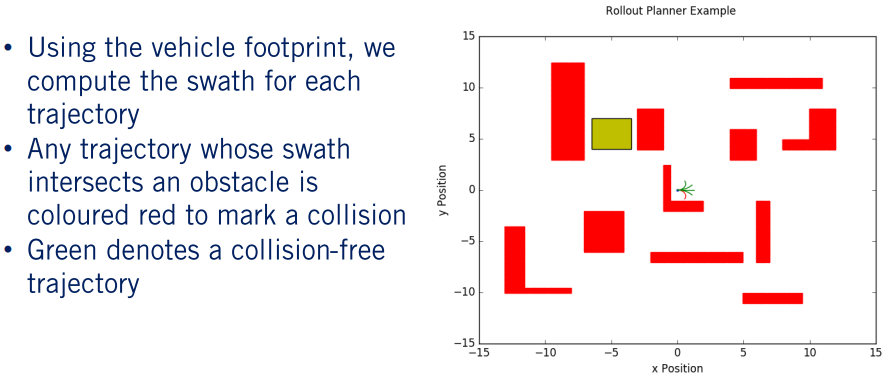 • Using the vehicle footprint, we
compute the swath for each
trajectory
• Any trajectory whose swath
intersects an obstacle is
coloured red to mark a collision
• Green denotes a collision-free
trajectory
Rollout Planner Example
15
10
5
0
−5
−10
−15
y Position
−15 −10 −5 0 5 10 15
x Position